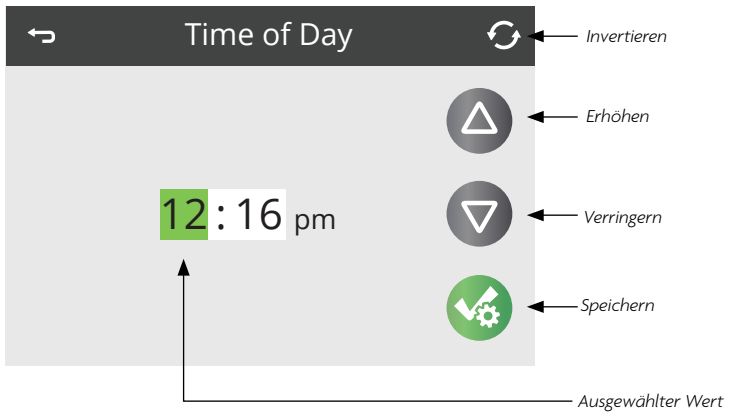 Time of Day
Invertieren
Erhöhen
12 : 16 pm
Verringern
Speichern
Ausgewählter Wert